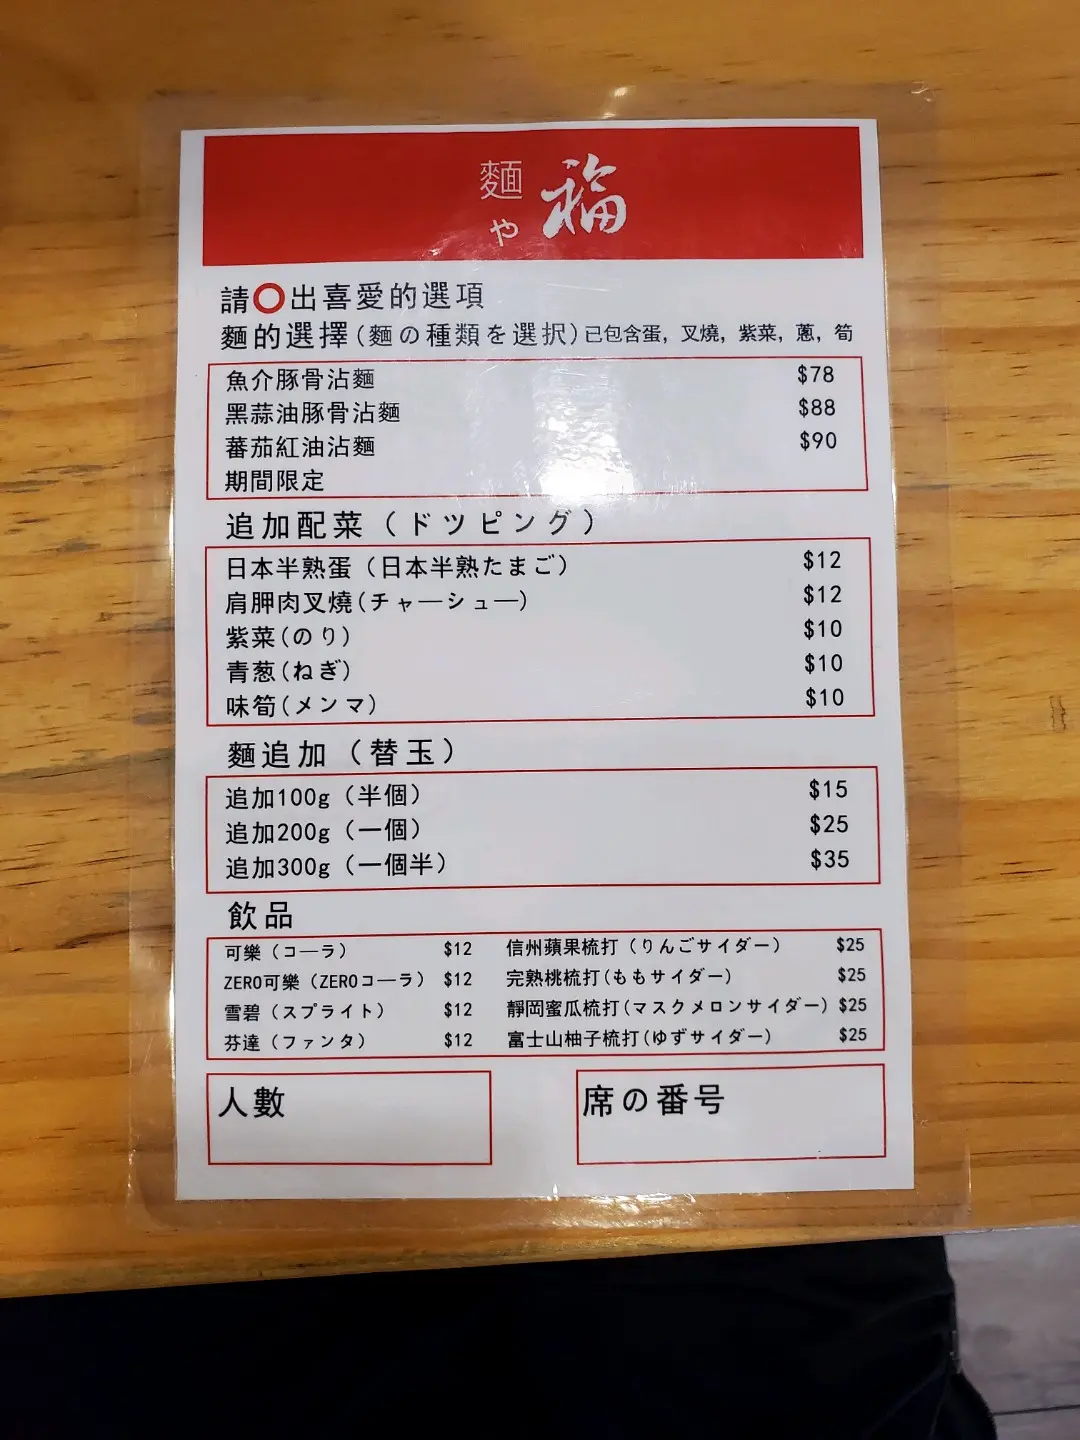 麵や 福
請⭕出喜愛的選項
麵的選擇(麵の種類を選択)已包含蛋，叉燒，紫菜，蔥，筍
魚介豚骨沾麵 $78
黑蒜油豚骨沾麵 $88
蕃茄紅油沾麵 $90
期間限定
追加配菜（ドツピング）
日本半熟蛋（日本半熟たまご） $12
肩胛肉叉燒(チャーシュー) $12
紫菜(のり) $10
青葱(ねぎ) $10
味筍(メンマ) $10
麵追加（替玉）
追加100g（半個） $15
追加200g（一個） $25
追加300g（一個半） $35
飲品
可樂（コーラ） $12 信州蘋果梳打（りんごサイダー） $25
ZERO可樂（ZEROコーラ） $12 完熟桃梳打(ももサイダー) $25
雪碧（スプライト） $12 靜岡蜜瓜梳打(マスクメロンサイダー) $25
芬達（ファンタ） $12 富士山柚子梳打(ゆずサイダー) $25
人數 席の番号